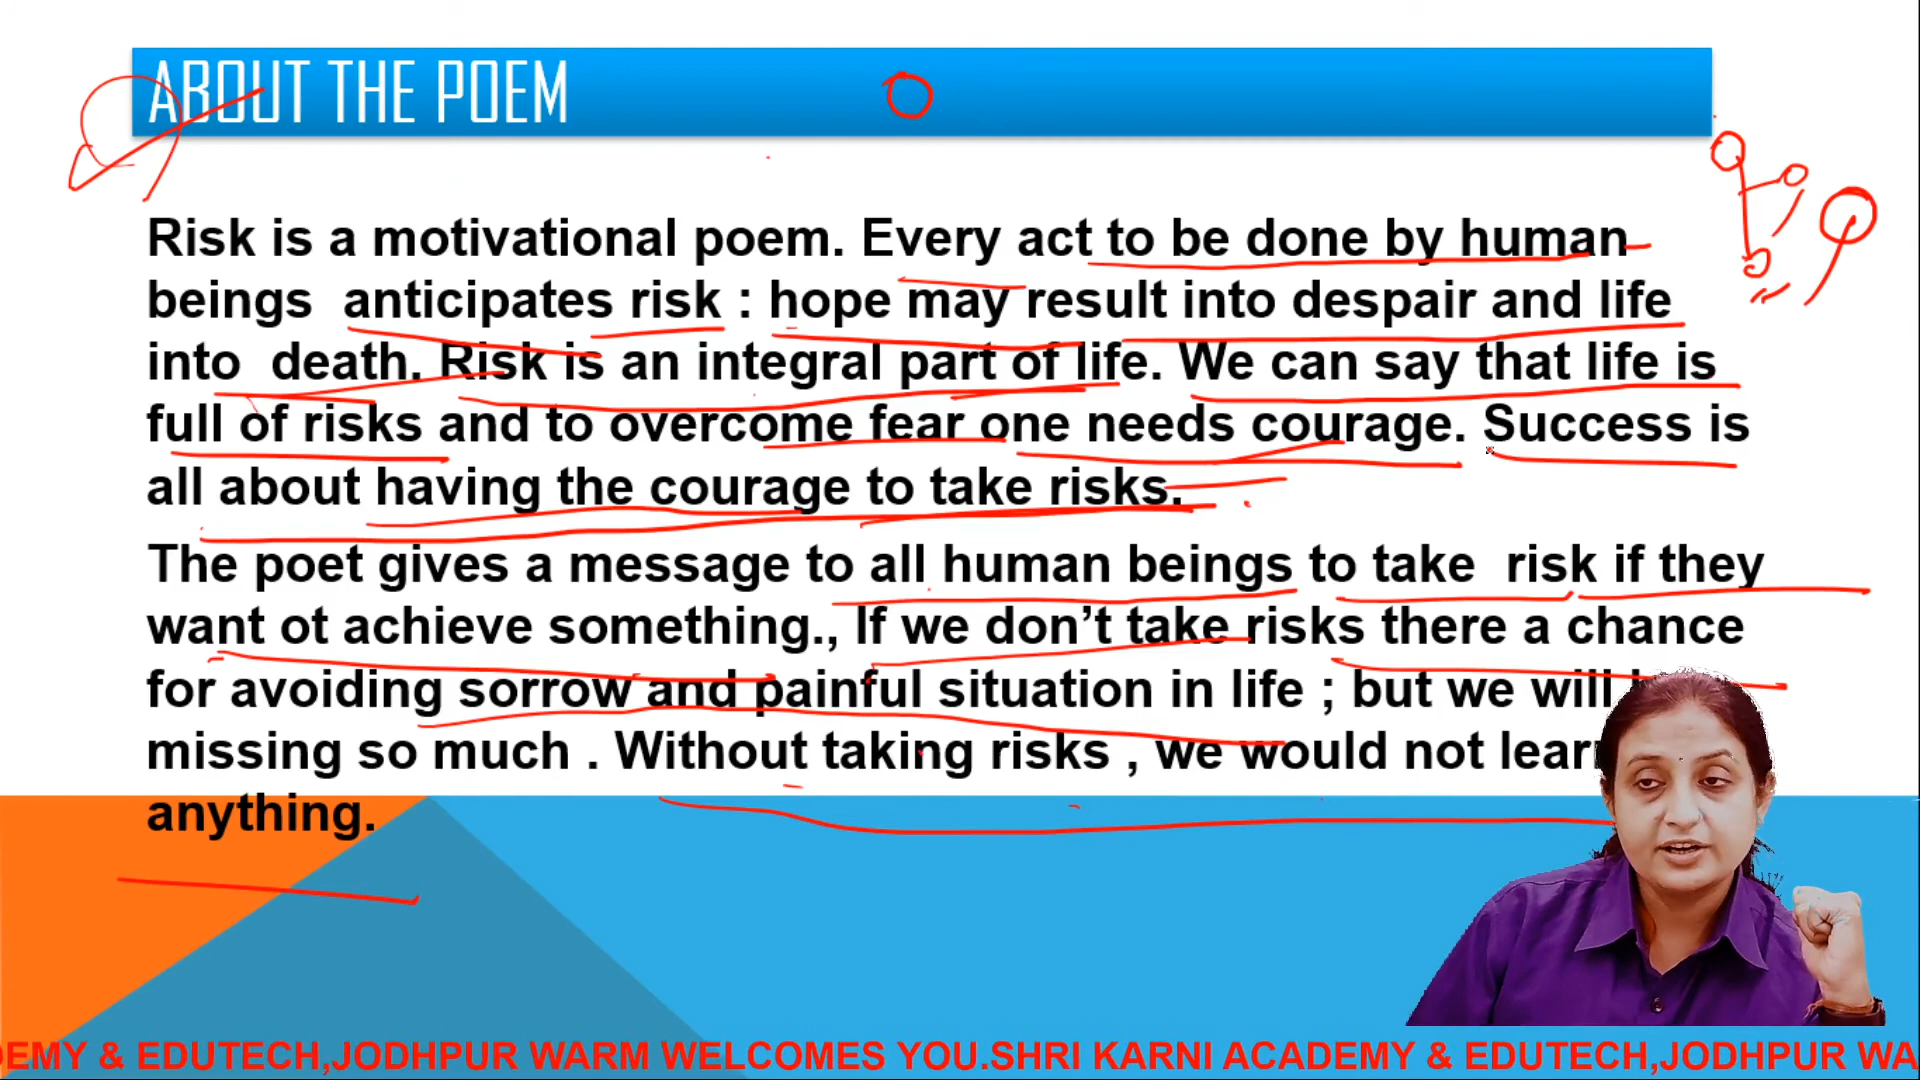 ABOUT THE POEM
Risk is a motivational poem. Every act to be done by human
beings anticipates risk : hope may result into despair and life
into death. Risk is an integral part of life. We can say that life is
full of risks and to overcome fear one needs courage. Success is
all about having the courage to take risks.
The poet gives a message to all human beings to take risk if they
want ot achieve something., If we don’t take risks there a chance
for avoiding sorrow and painful situation in life ; but we will
missing so much . Without taking risks , we would not learn
anything.
DEMY & EDUTECH,JODHPUR WARM WELCOMES YOU.SHRI KARNI ACADEMY & EDUTECH,JODHPUR WA